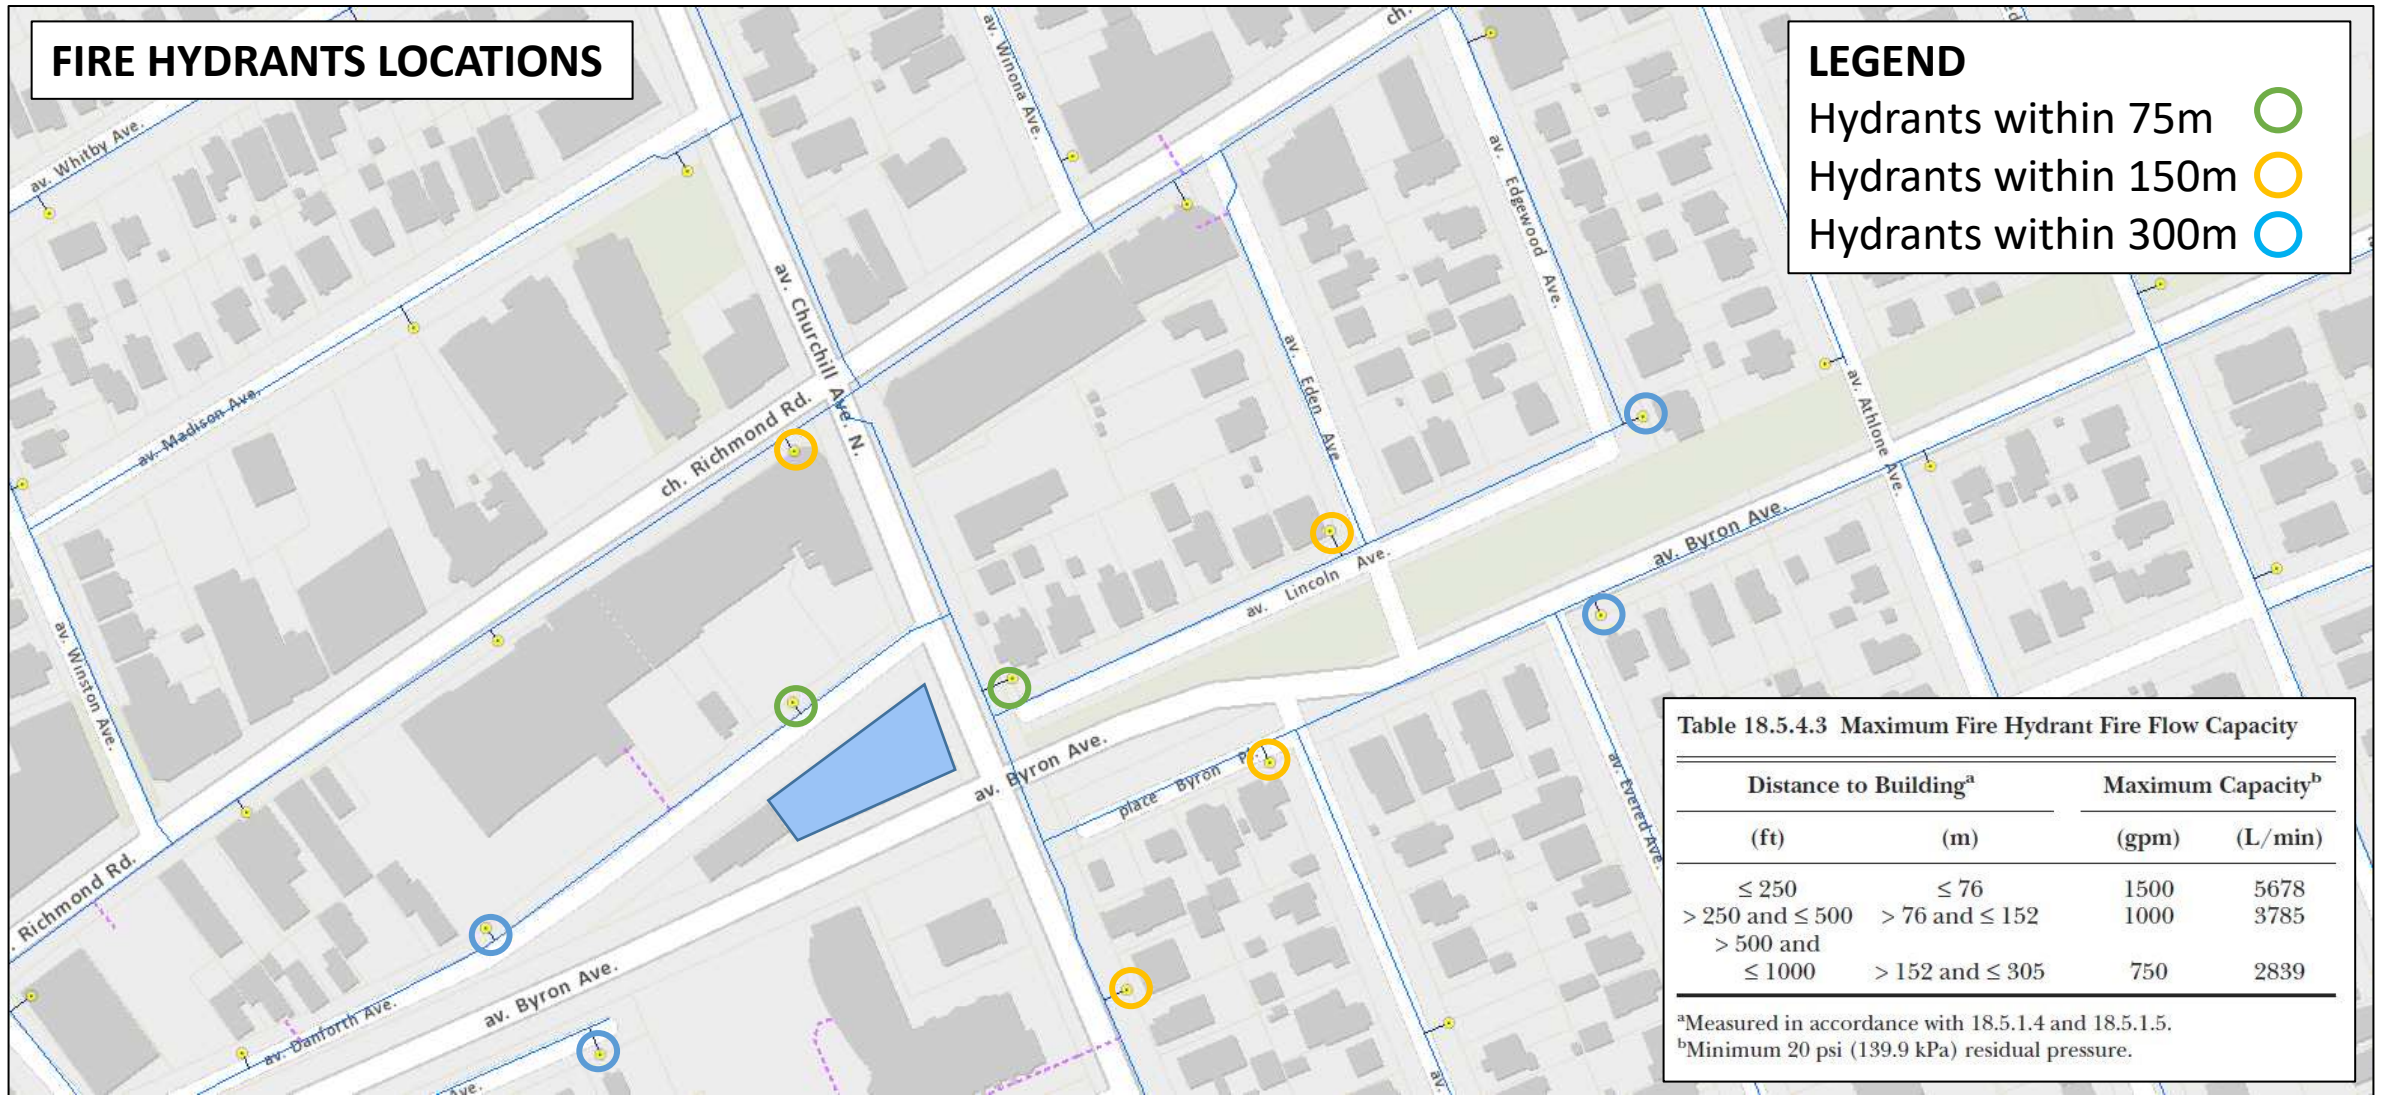 FIRE HYDRANTS LOCATIONS
LEGEND
Hydrants within 75m
Hydrants within 150m
Hydrants within 300m
av. Whitby Ave.
av. Winona Ave.
ch.
av. Edgewood Ave.
av. Churchill Ave. N.
av. Madison Ave.
ch. Richmond Rd.
av. Eden Ave
av. Athlone Ave.
av. Winston Ave.
av. Lincoln Ave.
av. Byron Ave.
av. Byron Ave.
place Byron Pl.
av. Evered Ave.
. Richmond Rd.
av. Byron Ave.
av. Danforth Ave.
Ave.
av.
Table 18.5.4.3 Maximum Fire Hydrant Fire Flow Capacity
Distance to Buildingᵃ Maximum Capacityᵇ
(ft) (m) (gpm) (L/min)
≤ 250 ≤ 76 1500 5678
> 250 and ≤ 500 > 76 and ≤ 152 1000 3785
> 500 and
≤ 1000 > 152 and ≤ 305 750 2839
ᵃMeasured in accordance with 18.5.1.4 and 18.5.1.5.
ᵇMinimum 20 psi (139.9 kPa) residual pressure.